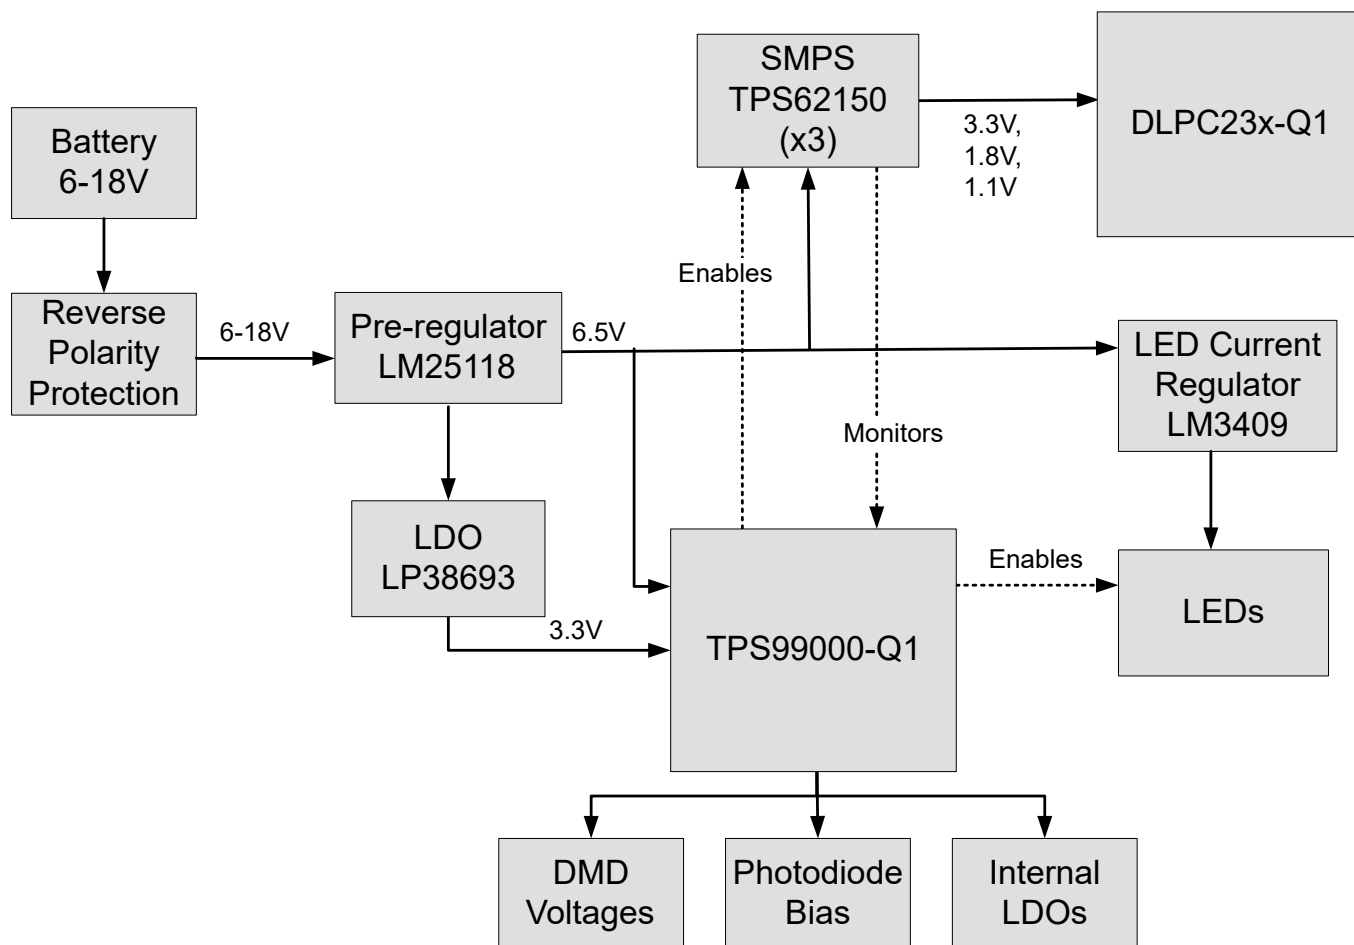 SMPS
TPS62150
(x3)
DLPC23x-Q1
3.3V,
1.8V,
1.1V
Battery
6-18V
Enables
Reverse
Polarity
Protection
6-18V
Pre-regulator
LM25118
6.5V
LED Current
Regulator
LM3409
Monitors
LDO
LP38693
3.3V
TPS99000-Q1
Enables
LEDs
DMD
Voltages
Photodiode
Bias
Internal
LDOs